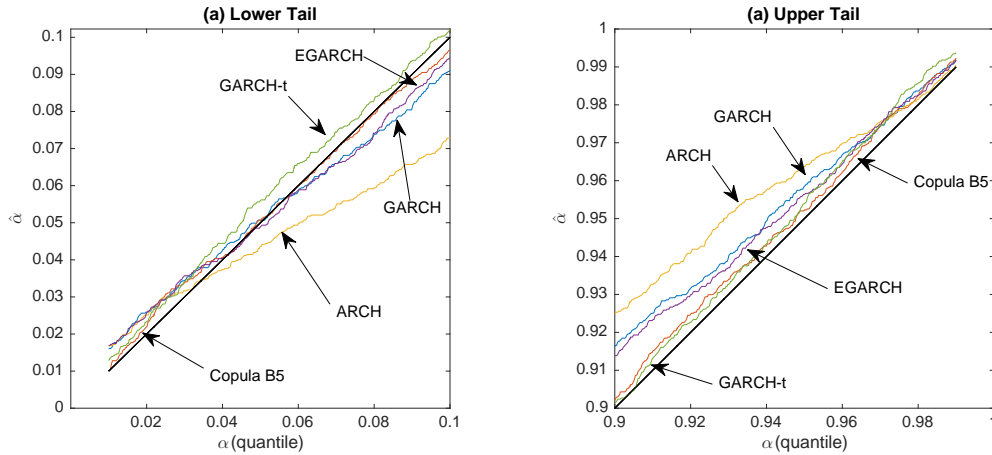 (a) Lower Tail
0.1
0.09
0.08
0.07
0.06
0.05
0.04
0.03
0.02
0.01
0
α̂
0.02
0.04
0.06
0.08
0.1
α(quantile)
EGARCH
GARCH-t
GARCH
ARCH
Copula B5
(a) Upper Tail
1
0.99
0.98
0.97
0.96
0.95
0.94
0.93
0.92
0.91
0.9
α̂
0.9
0.92
0.94
0.96
0.98
1
α(quantile)
GARCH
ARCH
Copula B5
EGARCH
GARCH-t